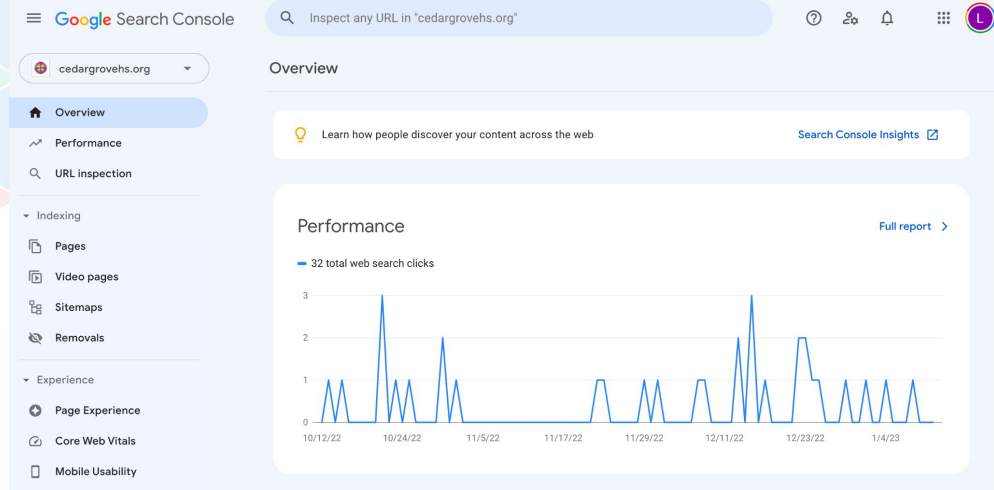 Google Search Console
Inspect any URL in "cedargrovehs.org"
L
cedargrovehs.org
Overview
Performance
URL inspection
Indexing
Pages
Video pages
Sitemaps
Removals
Experience
Page Experience
Core Web Vitals
Mobile Usability
Overview
Learn how people discover your content across the web
Search Console Insights
Performance
Full report
32 total web search clicks
3
2
1
0
10/12/22 10/24/22 11/5/22 11/17/22 11/29/22 12/11/22 12/23/22 1/4/23